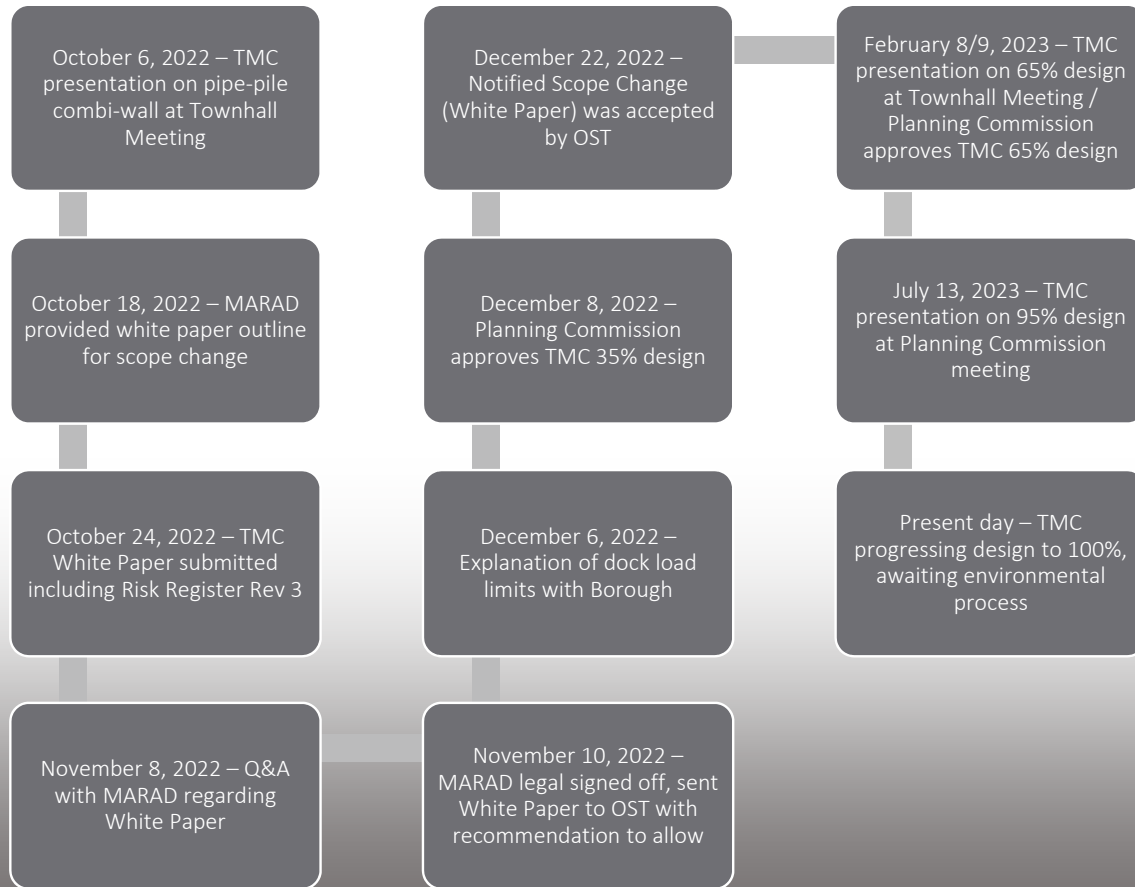 October 6, 2022 – TMC
presentation on pipe-pile
combi-wall at Townhall
Meeting
October 18, 2022 – MARAD
provided white paper outline
for scope change
October 24, 2022 – TMC
White Paper submitted
including Risk Register Rev 3
November 8, 2022 – Q&A
with MARAD regarding
White Paper
November 10, 2022 –
MARAD legal signed off, sent
White Paper to OST with
recommendation to allow
December 6, 2022 –
Explanation of dock load
limits with Borough
December 8, 2022 –
Planning Commission
approves TMC 35% design
December 22, 2022 –
Notified Scope Change
(White Paper) was accepted
by OST
February 8/9, 2023 – TMC
presentation on 65% design
at Townhall Meeting /
Planning Commission
approves TMC 65% design
July 13, 2023 – TMC
presentation on 95% design
at Planning Commission
meeting
Present day – TMC
progressing design to 100%,
awaiting environmental
process